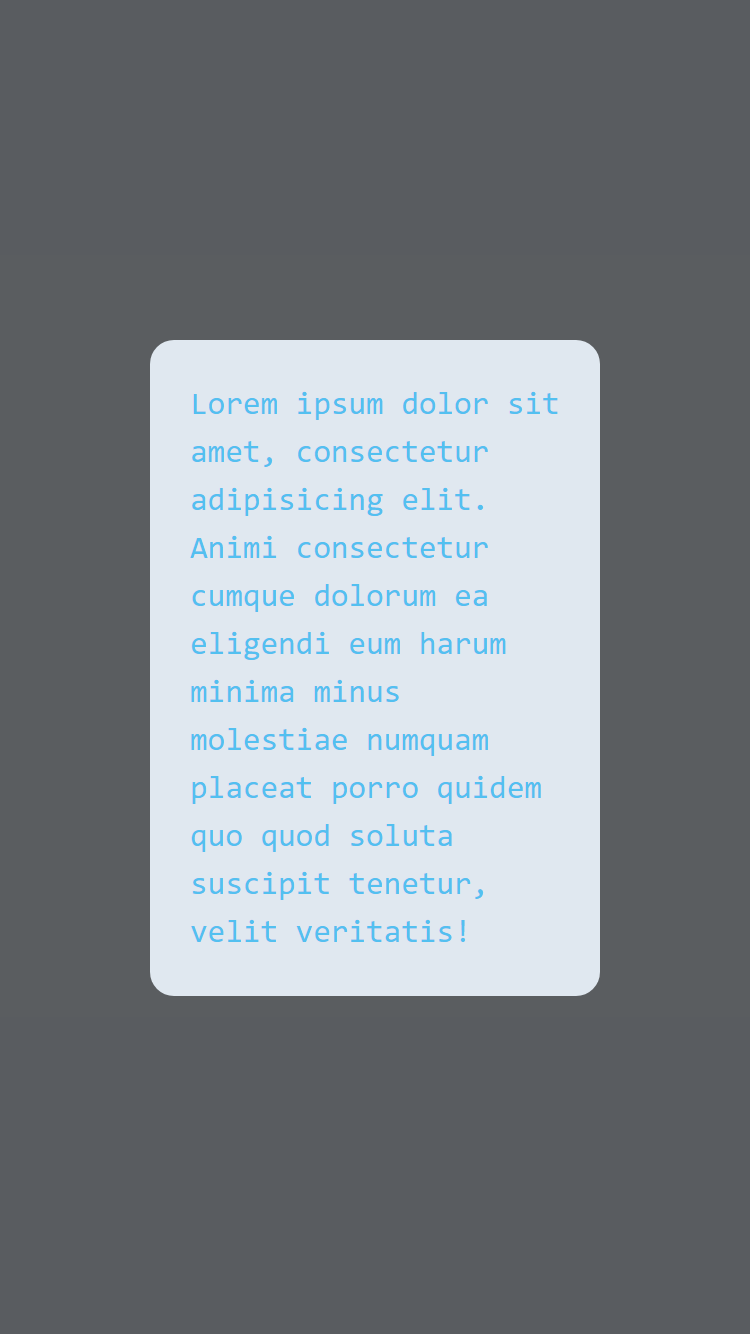 Lorem ipsum dolor sit
amet, consectetur
adipisicing elit.
Animi consectetur
cumque dolorum ea
eligendi eum harum
minima minus
molestiae numquam
placeat porro quidem
quo quod soluta
suscipit tenetur,
velit veritatis!